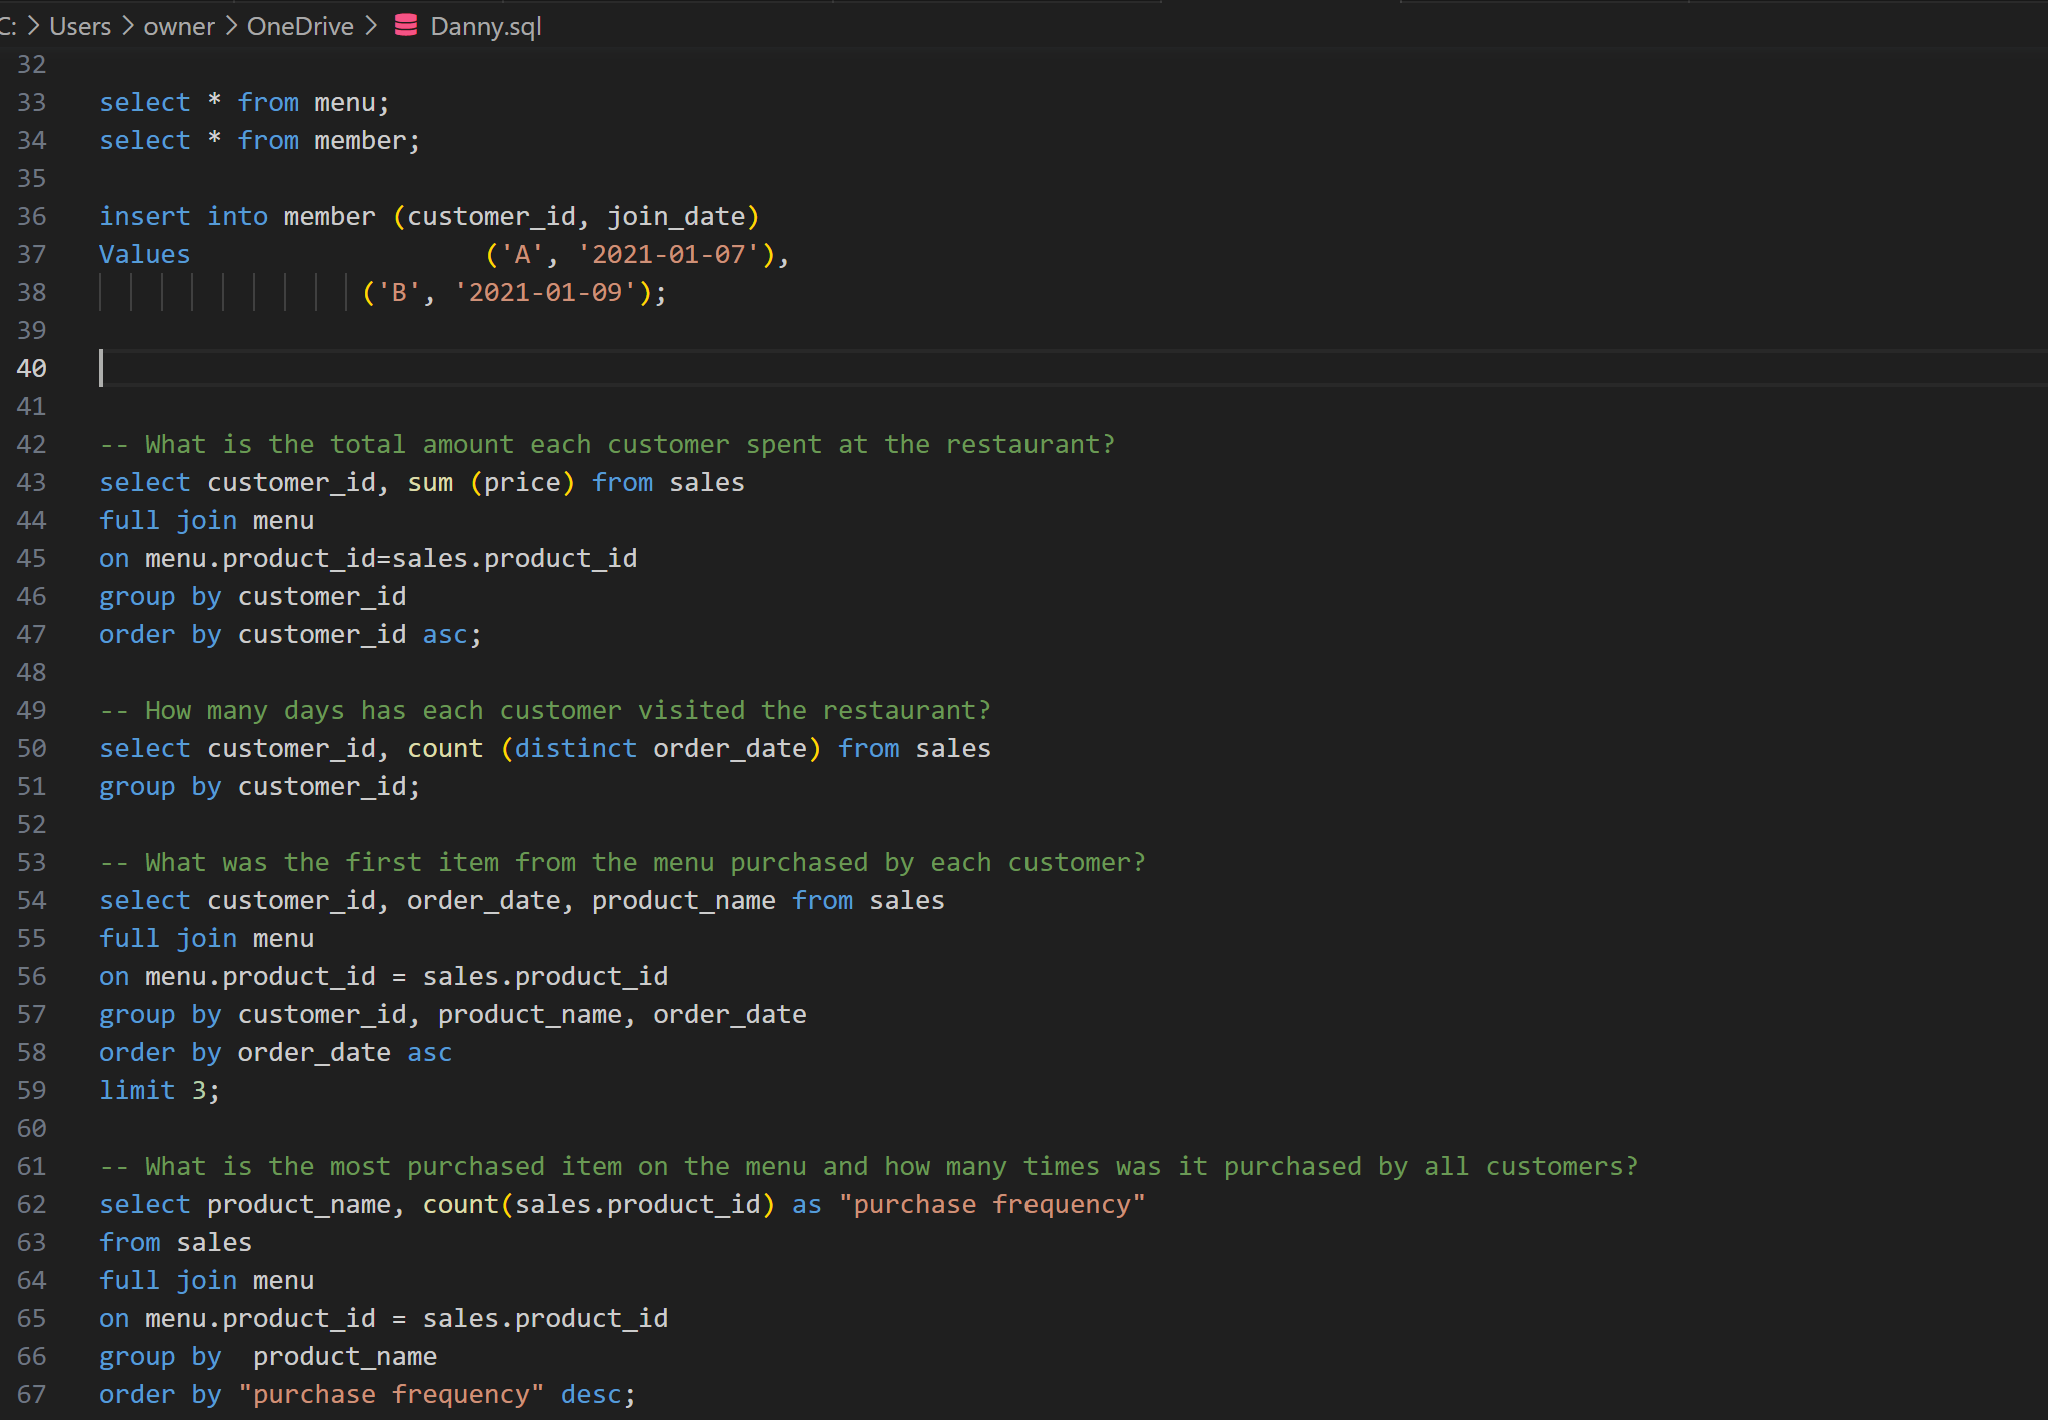 C: > Users > owner > OneDrive > Danny.sql
32
33 select * from menu;
34 select * from member;
35
36 insert into member (customer_id, join_date)
37 Values                   ('A', '2021-01-07'),
38                  ('B', '2021-01-09');
39
40
41
42 -- What is the total amount each customer spent at the restaurant?
43 select customer_id, sum (price) from sales
44 full join menu
45 on menu.product_id=sales.product_id
46 group by customer_id
47 order by customer_id asc;
48
49 -- How many days has each customer visited the restaurant?
50 select customer_id, count (distinct order_date) from sales
51 group by customer_id;
52
53 -- What was the first item from the menu purchased by each customer?
54 select customer_id, order_date, product_name from sales
55 full join menu
56 on menu.product_id = sales.product_id
57 group by customer_id, product_name, order_date
58 order by order_date asc
59 limit 3;
60
61 -- What is the most purchased item on the menu and how many times was it purchased by all customers?
62 select product_name, count(sales.product_id) as "purchase frequency"
63 from sales
64 full join menu
65 on menu.product_id = sales.product_id
66 group by  product_name
67 order by "purchase frequency" desc;